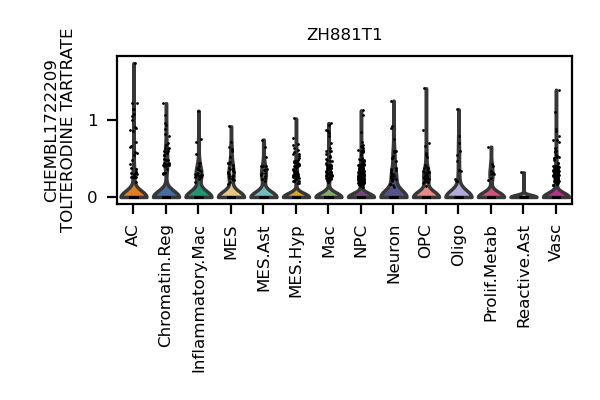 ZH881T1
CHEMBL1722209
TOLTERODINE TARTRATE
1
0
AC
Chromatin.Reg
Inflammatory.Mac
MES
MES.Ast
MES.Hyp
Mac
NPC
Neuron
OPC
Oligo
Prolif.Metab
Reactive.Ast
Vasc